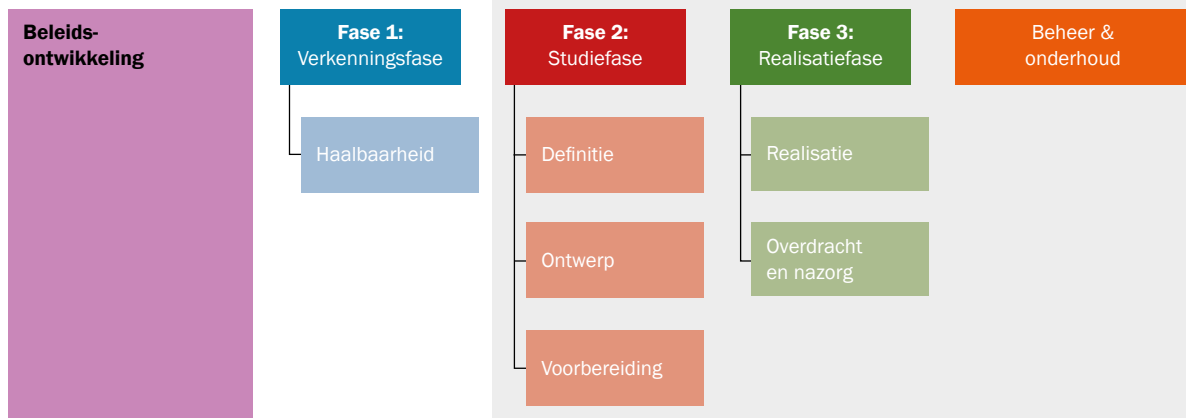 Beleids-
ontwikkeling
Fase 1:
Verkenningsfase
Haalbaarheid
Fase 2:
Studiefase
Definitie
Ontwerp
Voorbereiding
Fase 3:
Realisatiefase
Realisatie
Overdracht
en nazorg
Beheer &
onderhoud